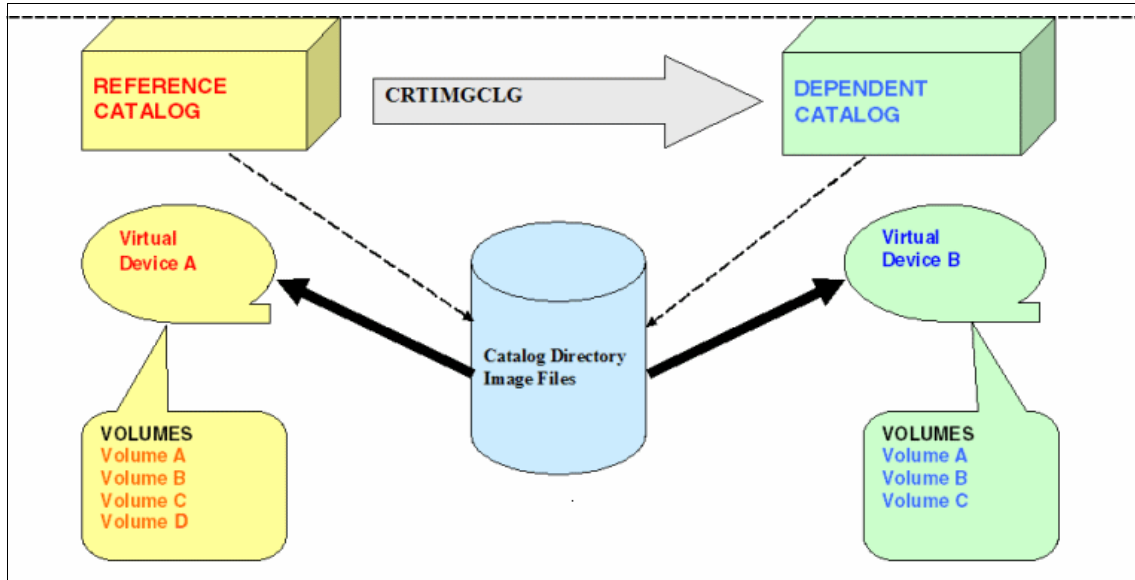 REFERENCE
CATALOG
CRTIMGCLG
DEPENDENT
CATALOG
Virtual
Device A
Virtual
Device B
Catalog Directory
Image Files
VOLUMES
Volume A
Volume B
Volume C
Volume D
VOLUMES
Volume A
Volume B
Volume C